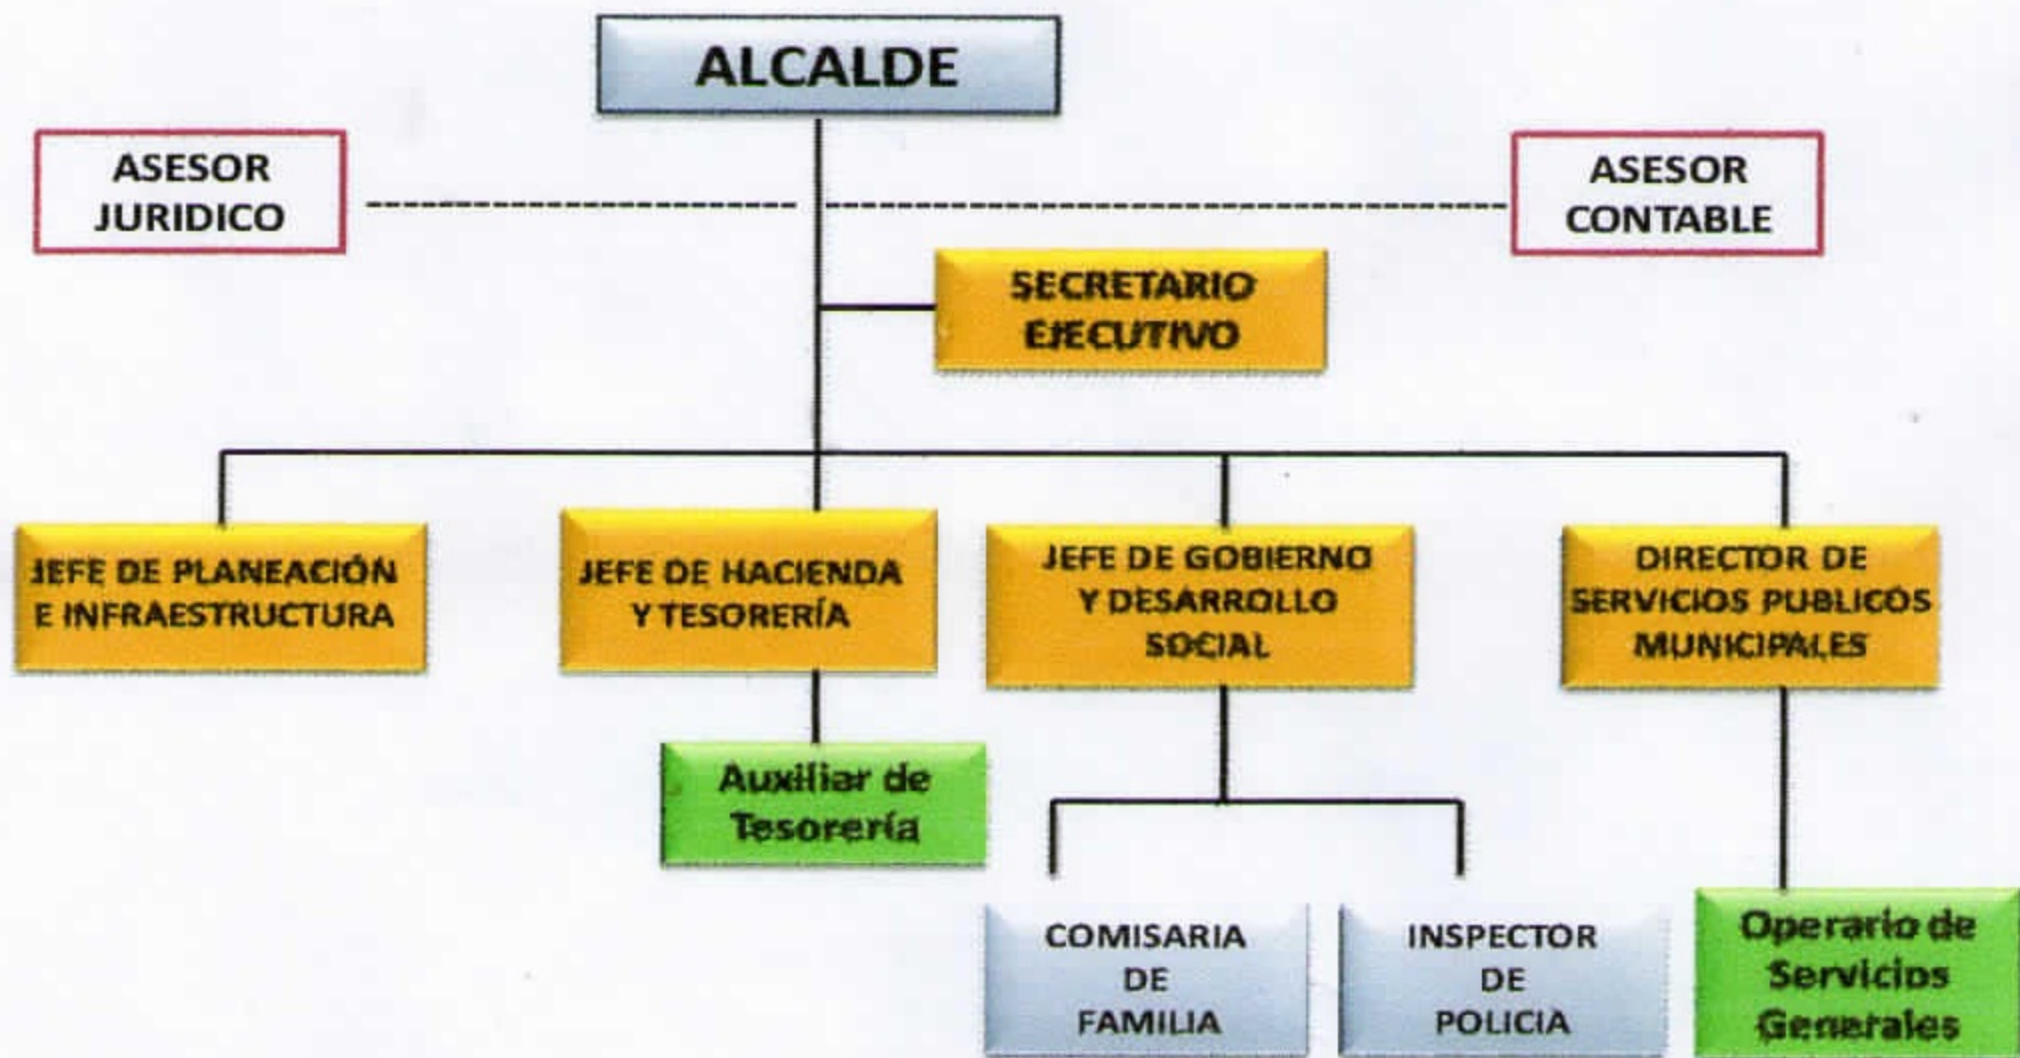 ALCALDE
ASESOR
JURIDICO
ASESOR
CONTABLE
SECRETARIO
EJECUTIVO
JEFE DE PLANEACIÓN
E INFRAESTRUCTURA
JEFE DE HACIENDA
Y TESORERÍA
JEFE DE GOBIERNO
Y DESARROLLO
SOCIAL
DIRECTOR DE
SERVICIOS PUBLICOS
MUNICIPALES
Auxiliar de
Tesorería
COMISARIA
DE
FAMILIA
INSPECTOR
DE
POLICIA
Operario de
Servicios
Generales